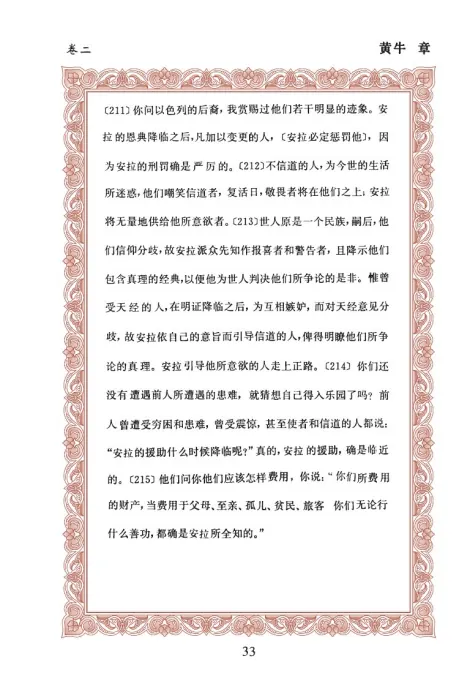 卷二
黄牛 章
〔211〕你问以色列的后裔，我赏赐过他们若干明显的迹象。安
拉的恩典降临之后，凡加以变更的人，〔安拉必定惩罚他〕，因
为安拉的刑罚确是严厉的。〔212〕不信道的人，为今世的生活
所迷惑，他们嘲笑信道者，复活日，敬畏者将在他们之上；安拉
将无量地供给他所意欲者。〔213〕世人原是一个民族，嗣后，他
们信仰分歧，故安拉派众先知作报喜者和警告者，且降示他们
包含真理的经典，以便他为世人判决他们所争论的是非。惟曾
受天经的人，在明证降临之后，为互相嫉妒，而对天经意见分
歧，故安拉依自己的意旨而引导信道的人，俾得明瞭他们所争
论的真理。安拉引导他所意欲的人走上正路。〔214〕你们还
没有遭遇前人所遭遇的患难，就猜想自己得入乐园了吗？前
人曾遭受穷困和患难，曾受震惊，甚至使者和信道的人都说：
“安拉的援助什么时候降临呢？”真的，安拉的援助，确是临近
的。〔215〕他们问你他们应该怎样费用，你说：“你们所费用
的财产，当费用于父母、至亲、孤儿、贫民、旅客 你们无论行
什么善功，都确是安拉所全知的。”
33